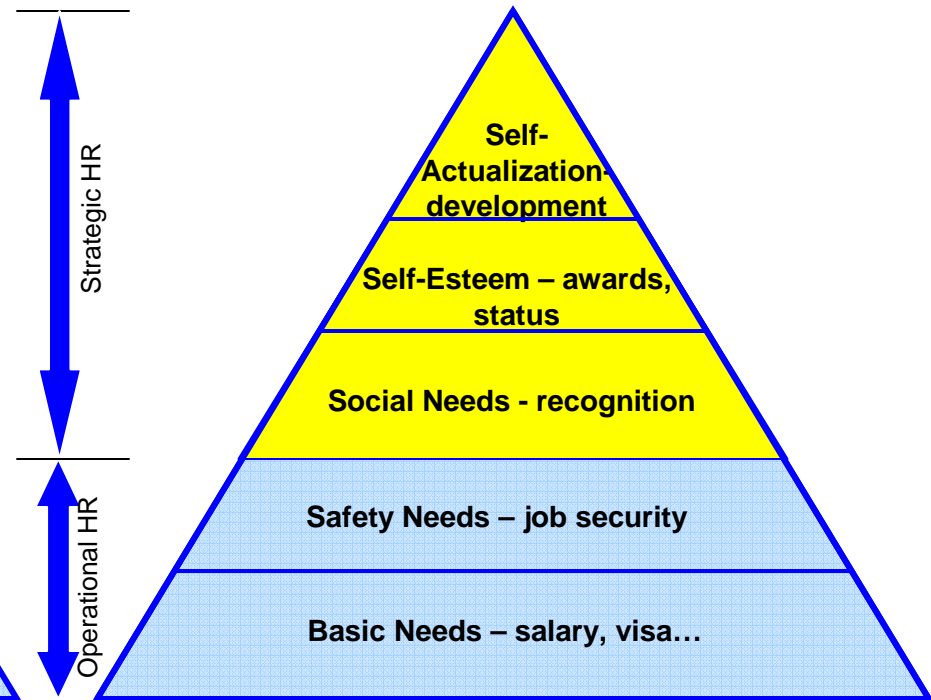 Strategic HR
Self-
Actualization-
development
Self-Esteem – awards,
status
Social Needs - recognition
Operational HR
Safety Needs – job security
Basic Needs – salary, visa…